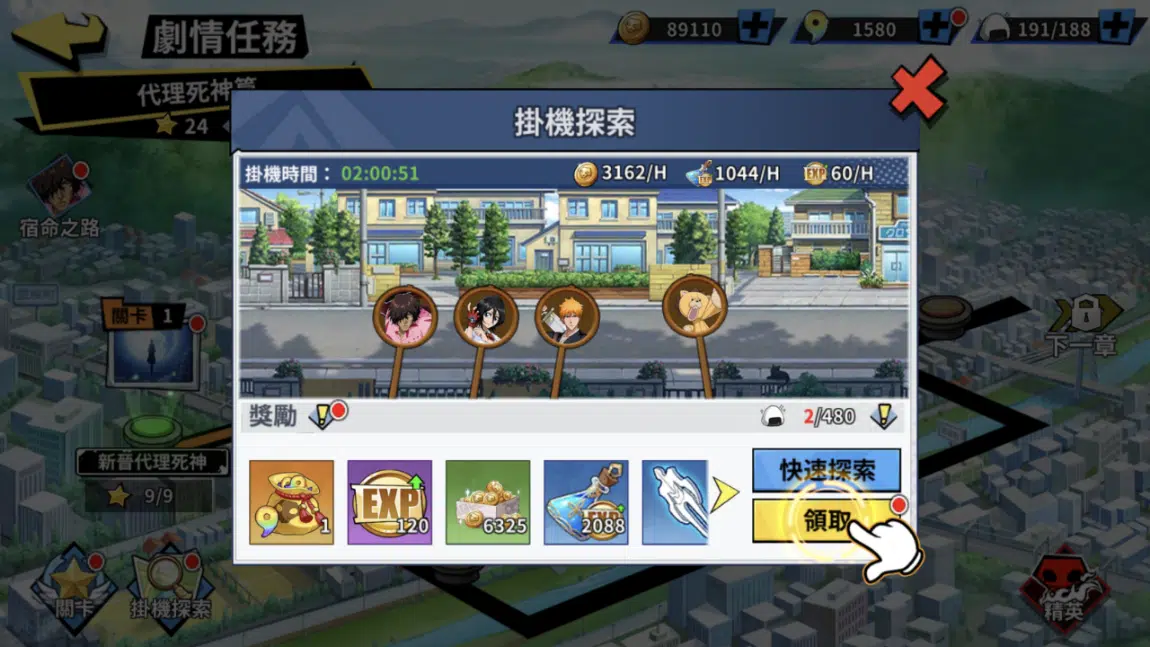 劇情任務
89110
1580
191/188
代理死神篇
24
掛機探索
掛機時間： 02:00:51
3162/H
1044/H
EXP 60/H
宿命之路
關卡 1
下一章
獎勵
2/480
新晉代理死神
9/9
1
EXP 120
6325
EXP 2088
快速探索
領取
關卡
掛機探索
精英